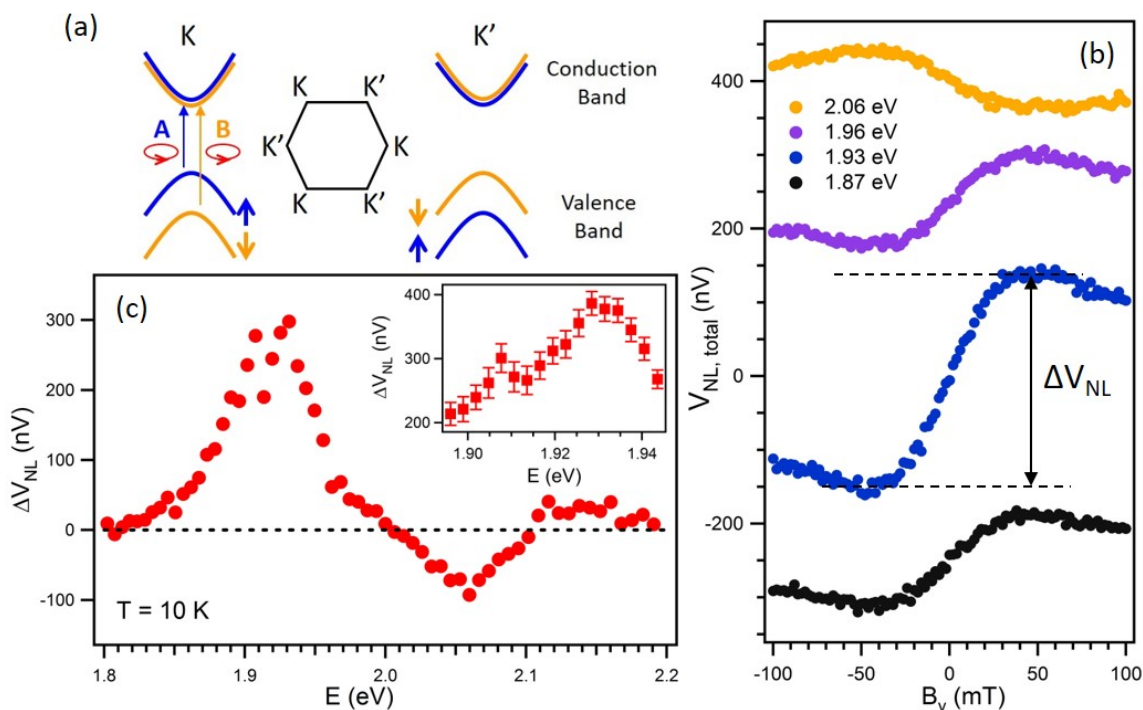 (a)
K
K'
Conduction
Band
A
B
K
K'
K'
K
K
K'
Valence
Band
(b)
V_NL, total (nV)
400
200
0
-200
2.06 eV
1.96 eV
1.93 eV
1.87 eV
ΔV_NL
-100
-50
0
50
100
B_y (mT)
(c)
ΔV_NL (nV)
300
200
100
0
-100
T = 10 K
1.8
1.9
2.0
2.1
2.2
E (eV)
ΔV_NL (nV)
400
300
200
1.90
1.92
1.94
E (eV)